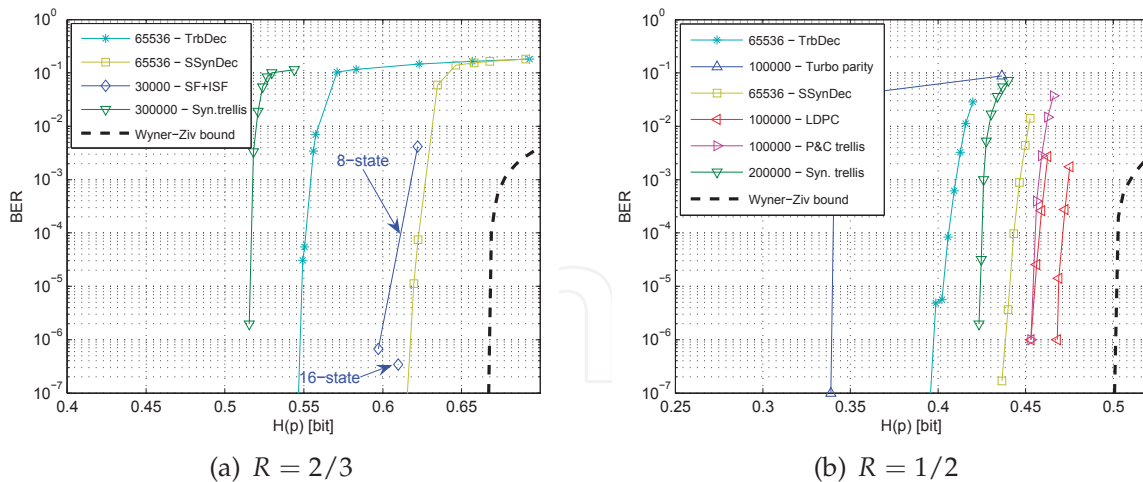 10^0
10^-1
10^-2
10^-3
10^-4
10^-5
10^-6
10^-7
BER
65536 − TrbDec
65536 − SSynDec
30000 − SF+ISF
300000 − Syn.trellis
Wyner−Ziv bound
8−state
16−state
0.4 0.45 0.5 0.55 0.6 0.65
H(p) [bit]
(a) R = 2/3
10^0
10^-1
10^-2
10^-3
10^-4
10^-5
10^-6
10^-7
BER
65536 − TrbDec
100000 − Turbo parity
65536 − SSynDec
100000 − LDPC
100000 − P&C trellis
200000 − Syn. trellis
Wyner−Ziv bound
0.25 0.3 0.35 0.4 0.45 0.5
H(p) [bit]
(b) R = 1/2